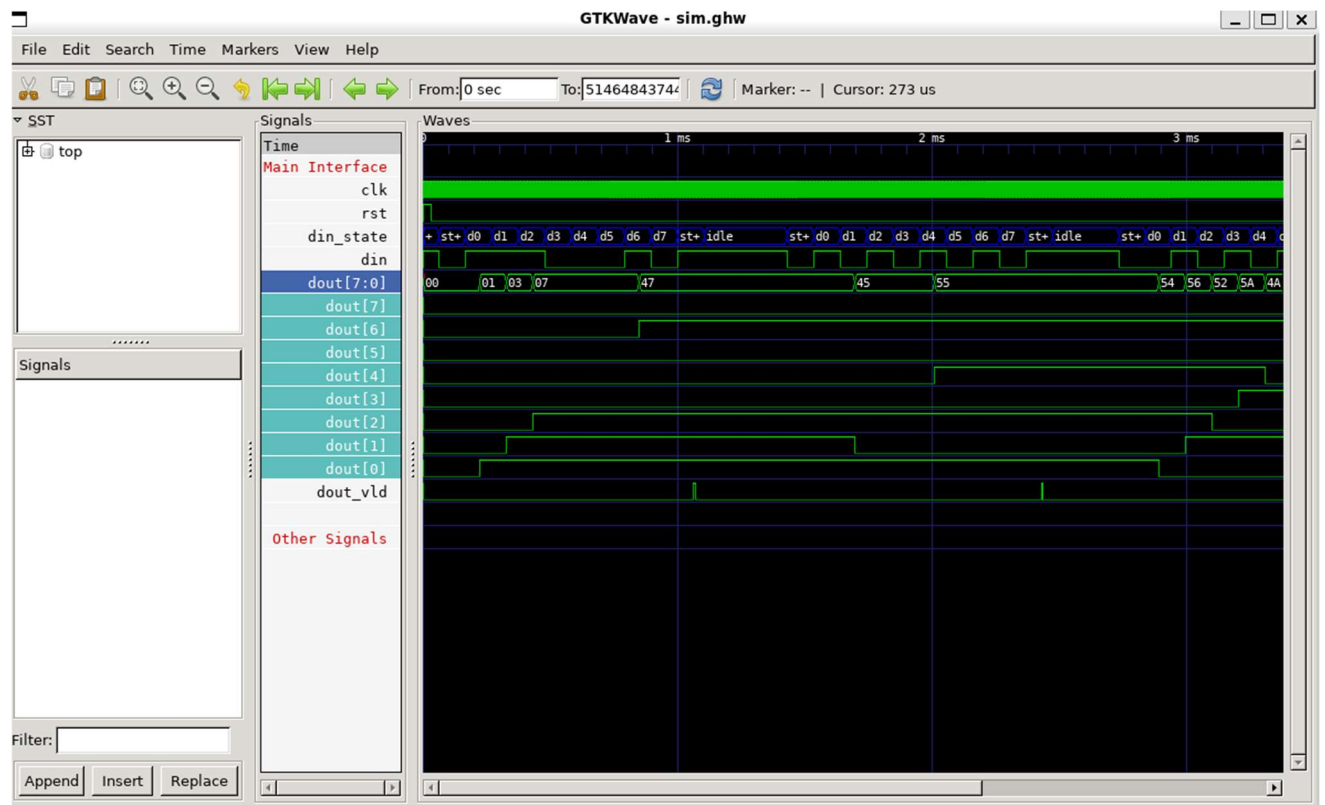 GTKWave - sim.ghw
File Edit Search Time Markers View Help
From: 0 sec To: 51464843744 Marker: -- | Cursor: 273 us
SST
top
Signals
Filter:
Append Insert Replace
Signals
Time
Main Interface
clk
rst
din_state
din
dout[7:0]
dout[7]
dout[6]
dout[5]
dout[4]
dout[3]
dout[2]
dout[1]
dout[0]
dout_vld
Other Signals
Waves
0 1 ms 2 ms 3 ms
+ st+ d0 d1 d2 d3 d4 d5 d6 d7 st+ idle st+ d0 d1 d2 d3 d4 d5 d6 d7 st+ idle st+ d0 d1 d2 d3 d4
00 01 03 07 47 45 55 54 56 52 5A 4A